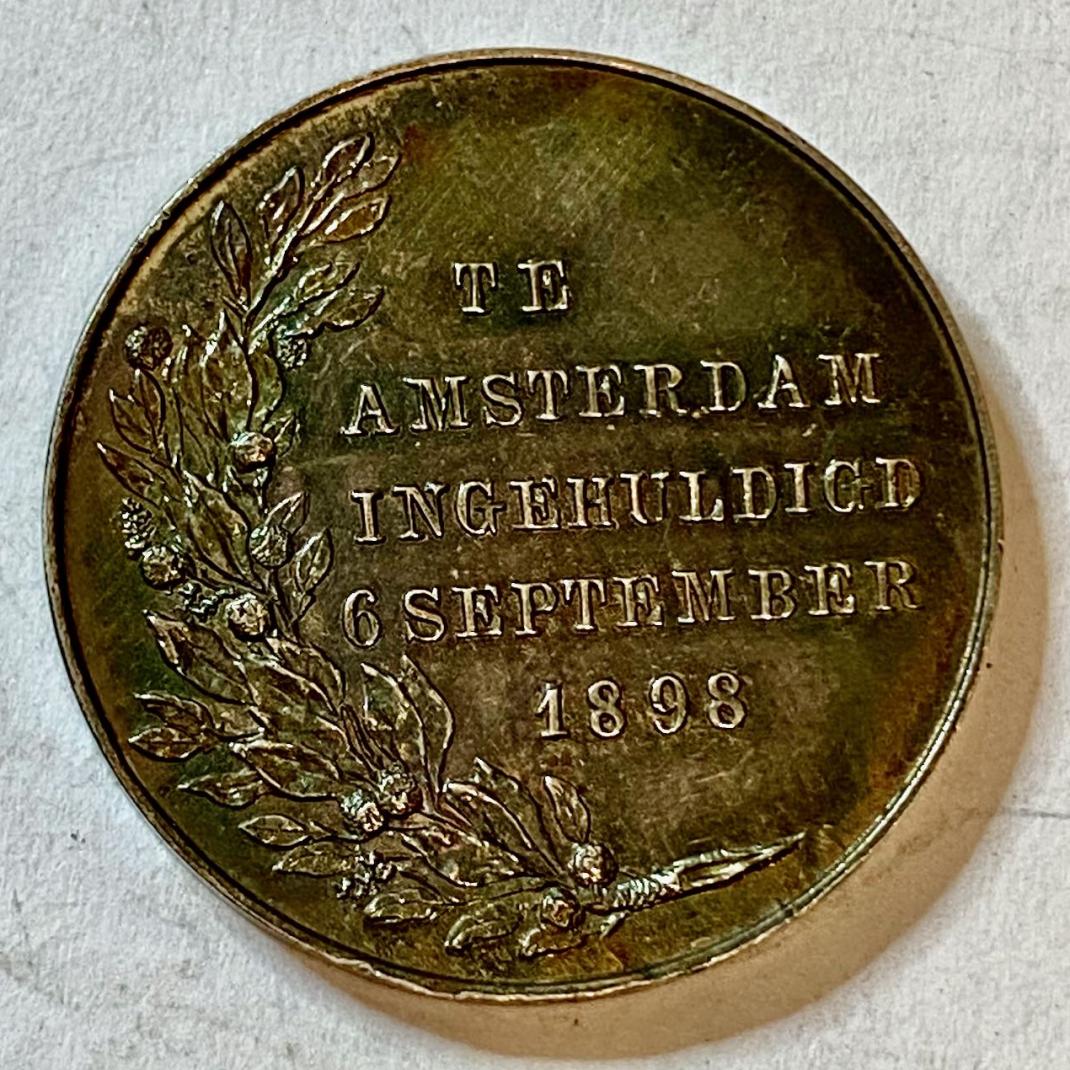 TE
AMSTERDAM
INGEHULDIGD
6 SEPTEMBER
1898